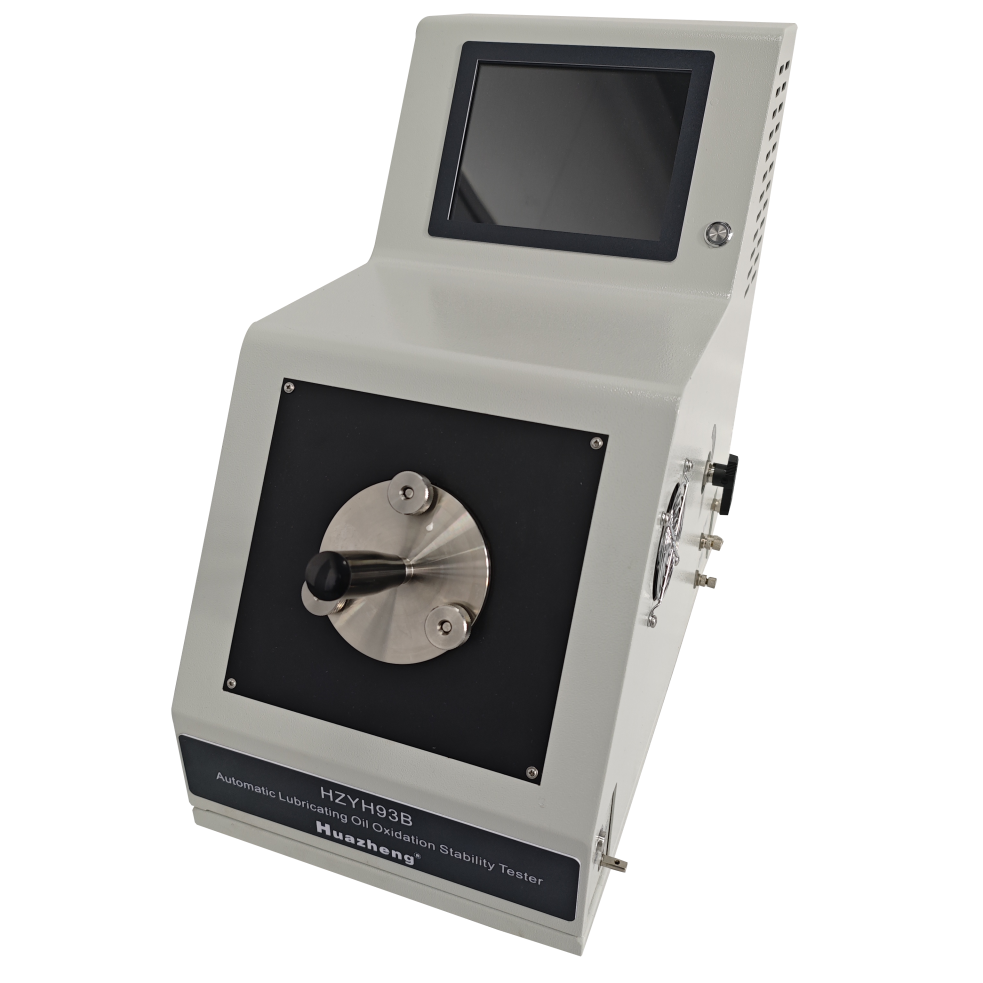 HZYH93B
Automatic Lubricating Oil Oxidation Stability Tester
Huazheng®